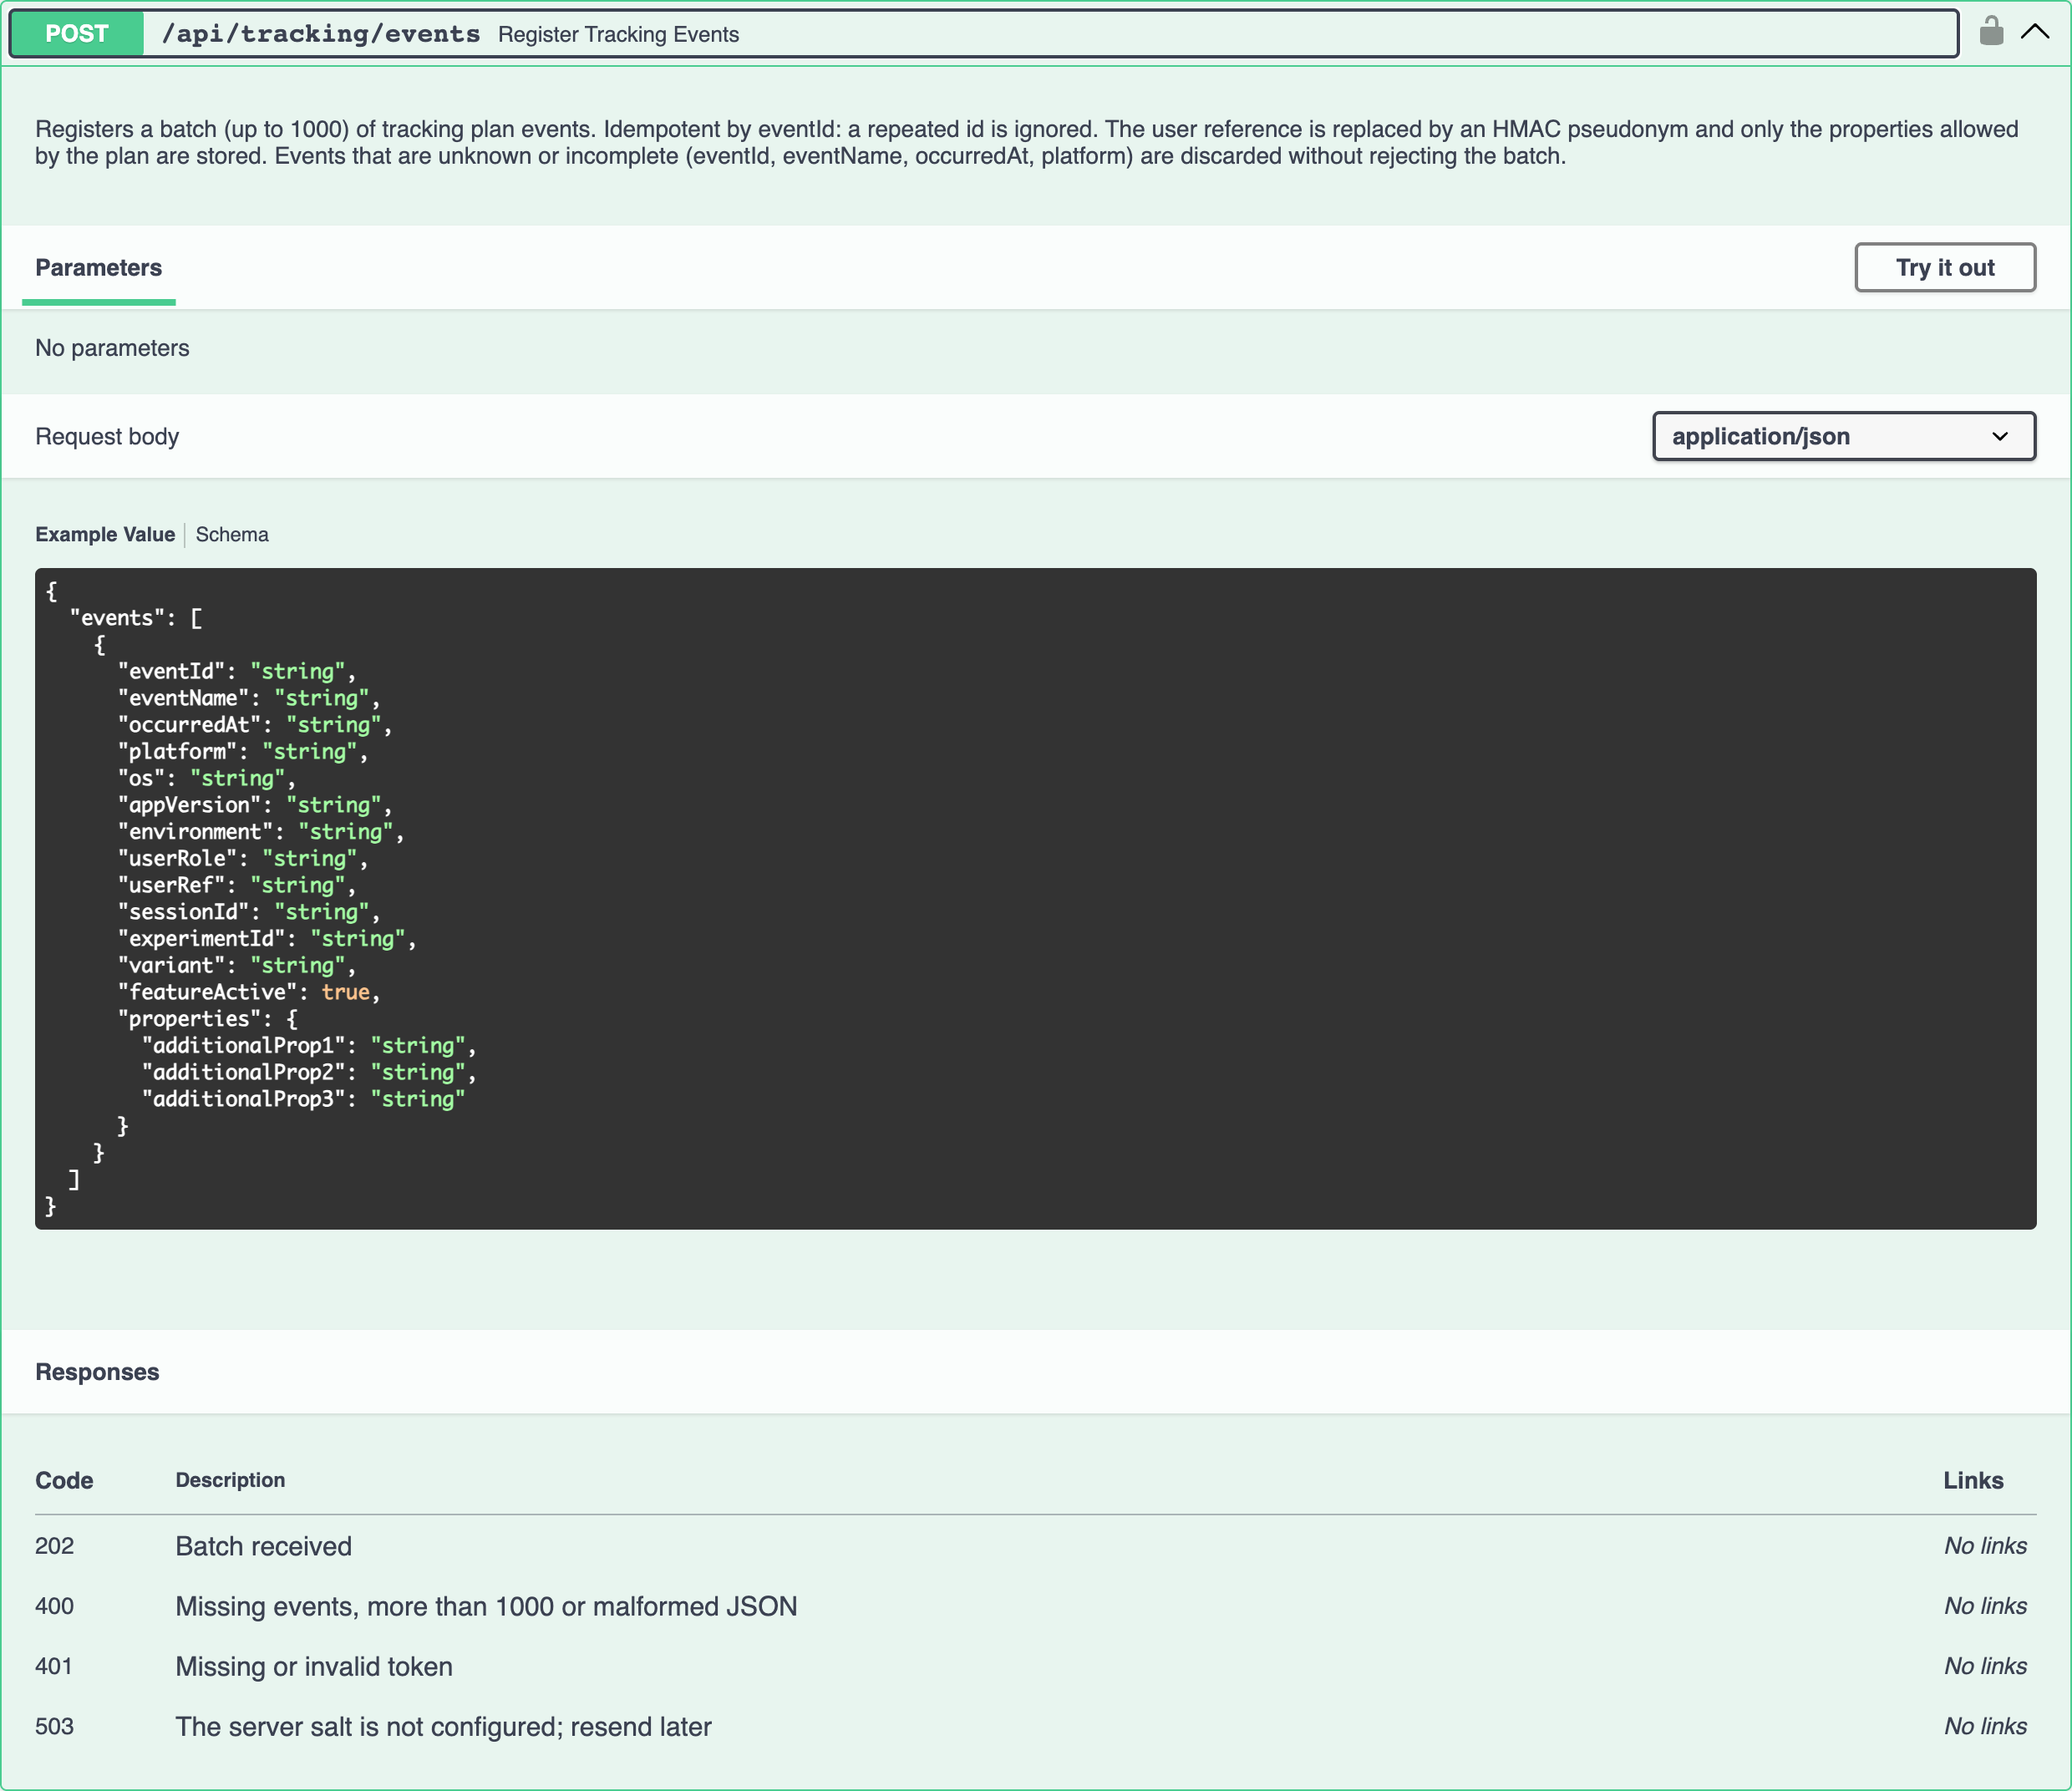 POST /api/tracking/events Register Tracking Events
Registers a batch (up to 1000) of tracking plan events. Idempotent by eventId: a repeated id is ignored. The user reference is replaced by an HMAC pseudonym and only the properties allowed
by the plan are stored. Events that are unknown or incomplete (eventId, eventName, occurredAt, platform) are discarded without rejecting the batch.
Parameters
Try it out
No parameters
Request body
application/json
Example Value Schema
{
  "events": [
    {
      "eventId": "string",
      "eventName": "string",
      "occurredAt": "string",
      "platform": "string",
      "os": "string",
      "appVersion": "string",
      "environment": "string",
      "userRole": "string",
      "userRef": "string",
      "sessionId": "string",
      "experimentId": "string",
      "variant": "string",
      "featureActive": true,
      "properties": {
        "additionalProp1": "string",
        "additionalProp2": "string",
        "additionalProp3": "string"
      }
    }
  ]
}
Responses
Code Description Links
202 Batch received No links
400 Missing events, more than 1000 or malformed JSON No links
401 Missing or invalid token No links
503 The server salt is not configured; resend later No links